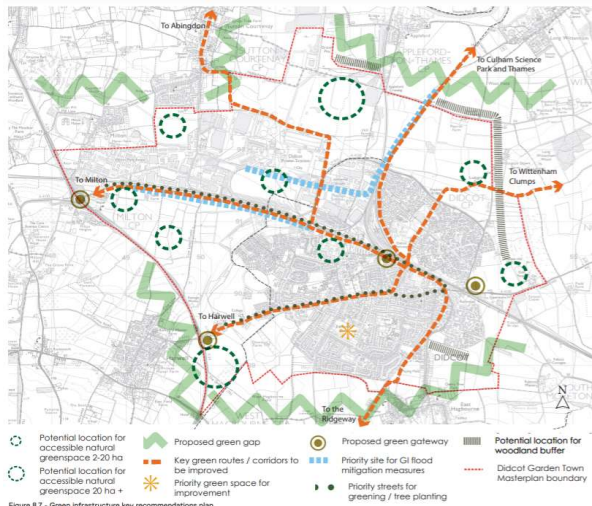 To Abingdon
To Culham Science
Park and Thames
To Wittenham
Clumps
To Milton
MILTON
DIDCOT
To Harwell
DIDCOT
To the
Ridgeway
N
Potential location for
accessible natural
greenspace 2-20 ha
Potential location for
accessible natural
greenspace 20 ha +
Proposed green gap
Key green routes / corridors to
be improved
Priority green space for
improvement
Proposed green gateway
Priority site for GI flood
mitigation measures
Priority streets for
greening / tree planting
Potential location for
woodland buffer
Didcot Garden Town
Masterplan boundary
Figure 8.7 - Green infrastructure key recommendations plan